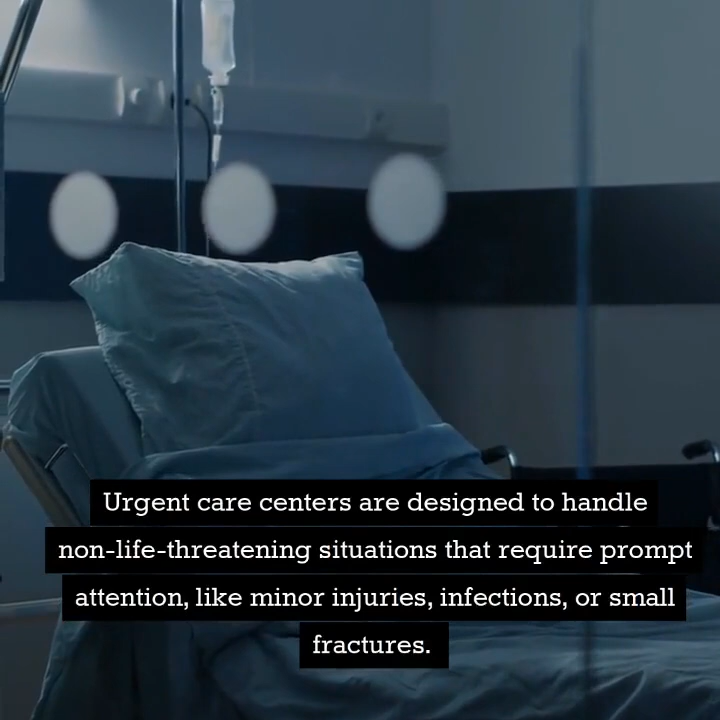 Urgent care centers are designed to handle
non-life-threatening situations that require prompt
attention, like minor injuries, infections, or small
fractures.